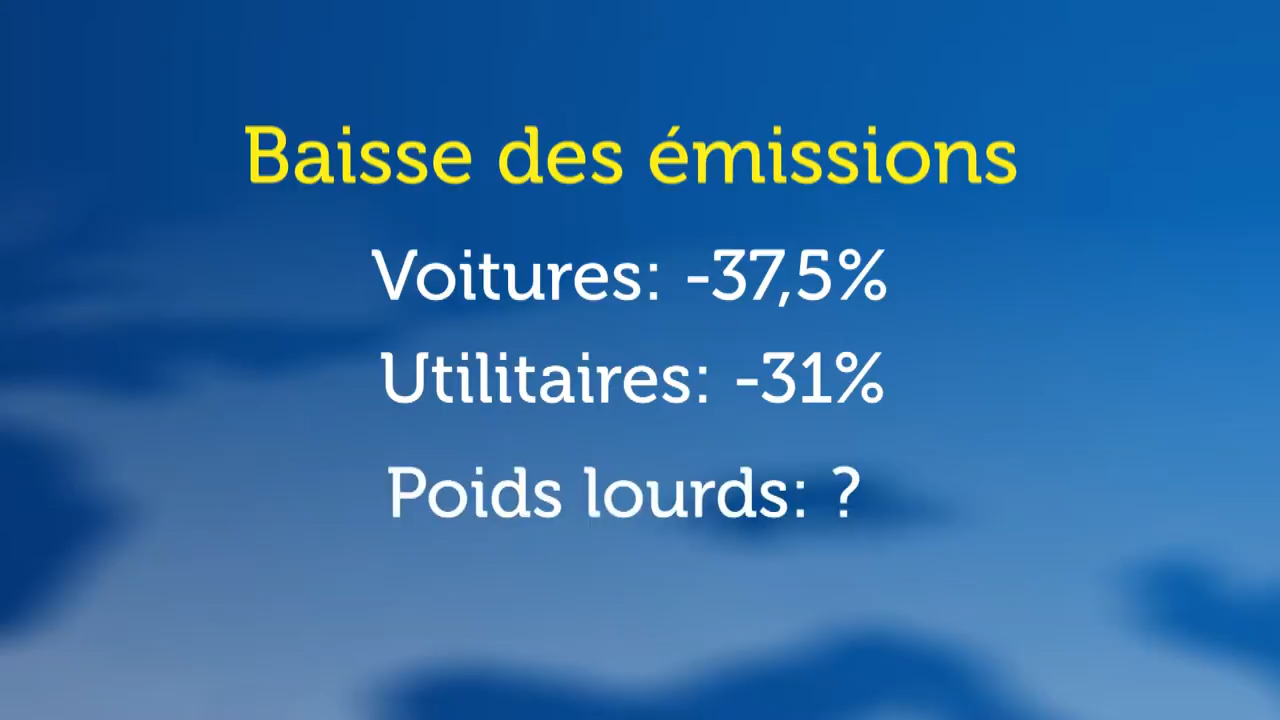 Baisse des émissions
Voitures: -37,5%
Utilitaires: -31%
Poids lourds: ?